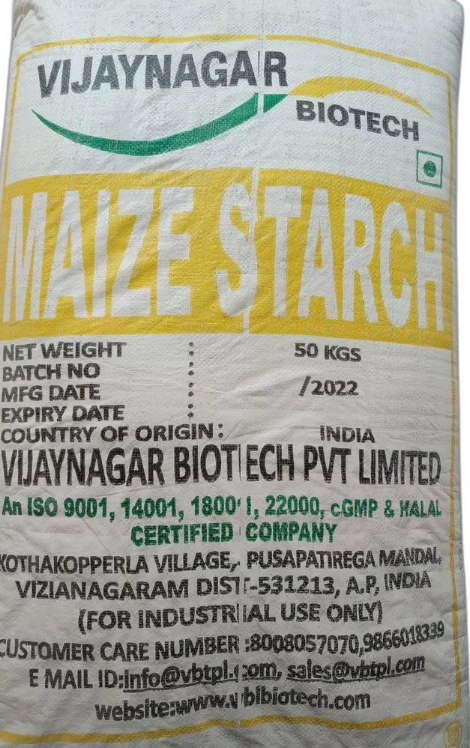 VIJAYNAGAR
BIOTECH
MAIZE STARCH
NET WEIGHT : 50 KGS
BATCH NO :
MFG DATE : /2022
EXPIRY DATE :
COUNTRY OF ORIGIN : INDIA
VIJAYNAGAR BIOTECH PVT LIMITED
An ISO 9001, 14001, 18001, 22000, cGMP & HALAL
CERTIFIED COMPANY
KOTHAKOPPERLA VILLAGE, PUSAPATIREGA MANDAL,
VIZIANAGARAM DIST-531213, A.P, INDIA
(FOR INDUSTRIAL USE ONLY)
CUSTOMER CARE NUMBER :8008057070,9866018339
E MAIL ID:info@vbtpl.com, sales@vbtpl.com
website:www.vblbiotech.com